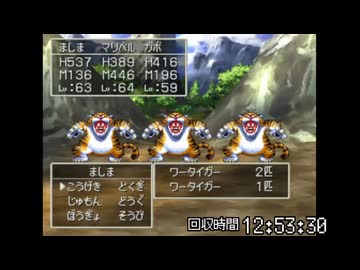 ましま マリベル ガボ
H537 H389 H416
M136 M446 M196
Lv:63 Lv:64 Lv:59
ましま
こうげき とくぎ
じゅもん どうぐ
ぼうぎょ そうび
ワータイガー 2匹
ワータイガー 1匹
回収時間 12:53:30